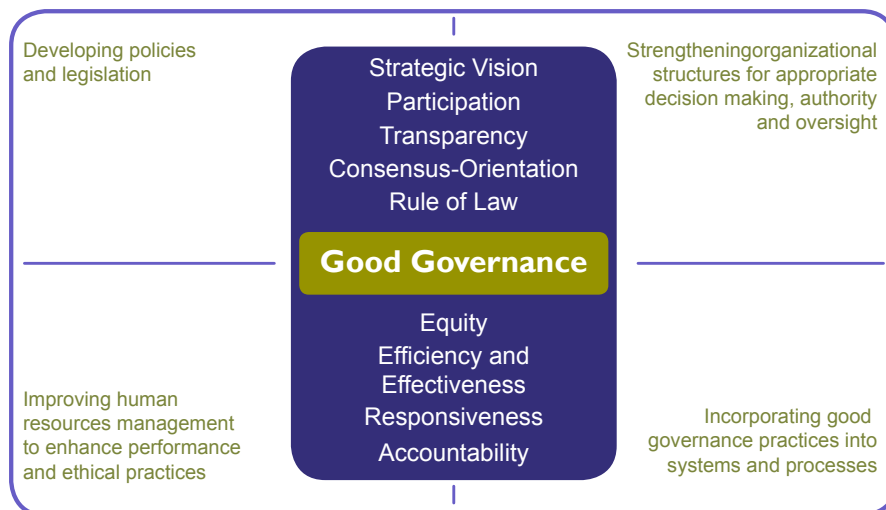 Developing policies
and legislation
Strategic Vision
Participation
Transparency
Consensus-Orientation
Rule of Law
Good Governance
Equity
Efficiency and
Effectiveness
Responsiveness
Accountability
Strengtheningorganizational
structures for appropriate
decision making, authority
and oversight
Improving human
resources management
to enhance performance
and ethical practices
Incorporating good
governance practices into
systems and processes